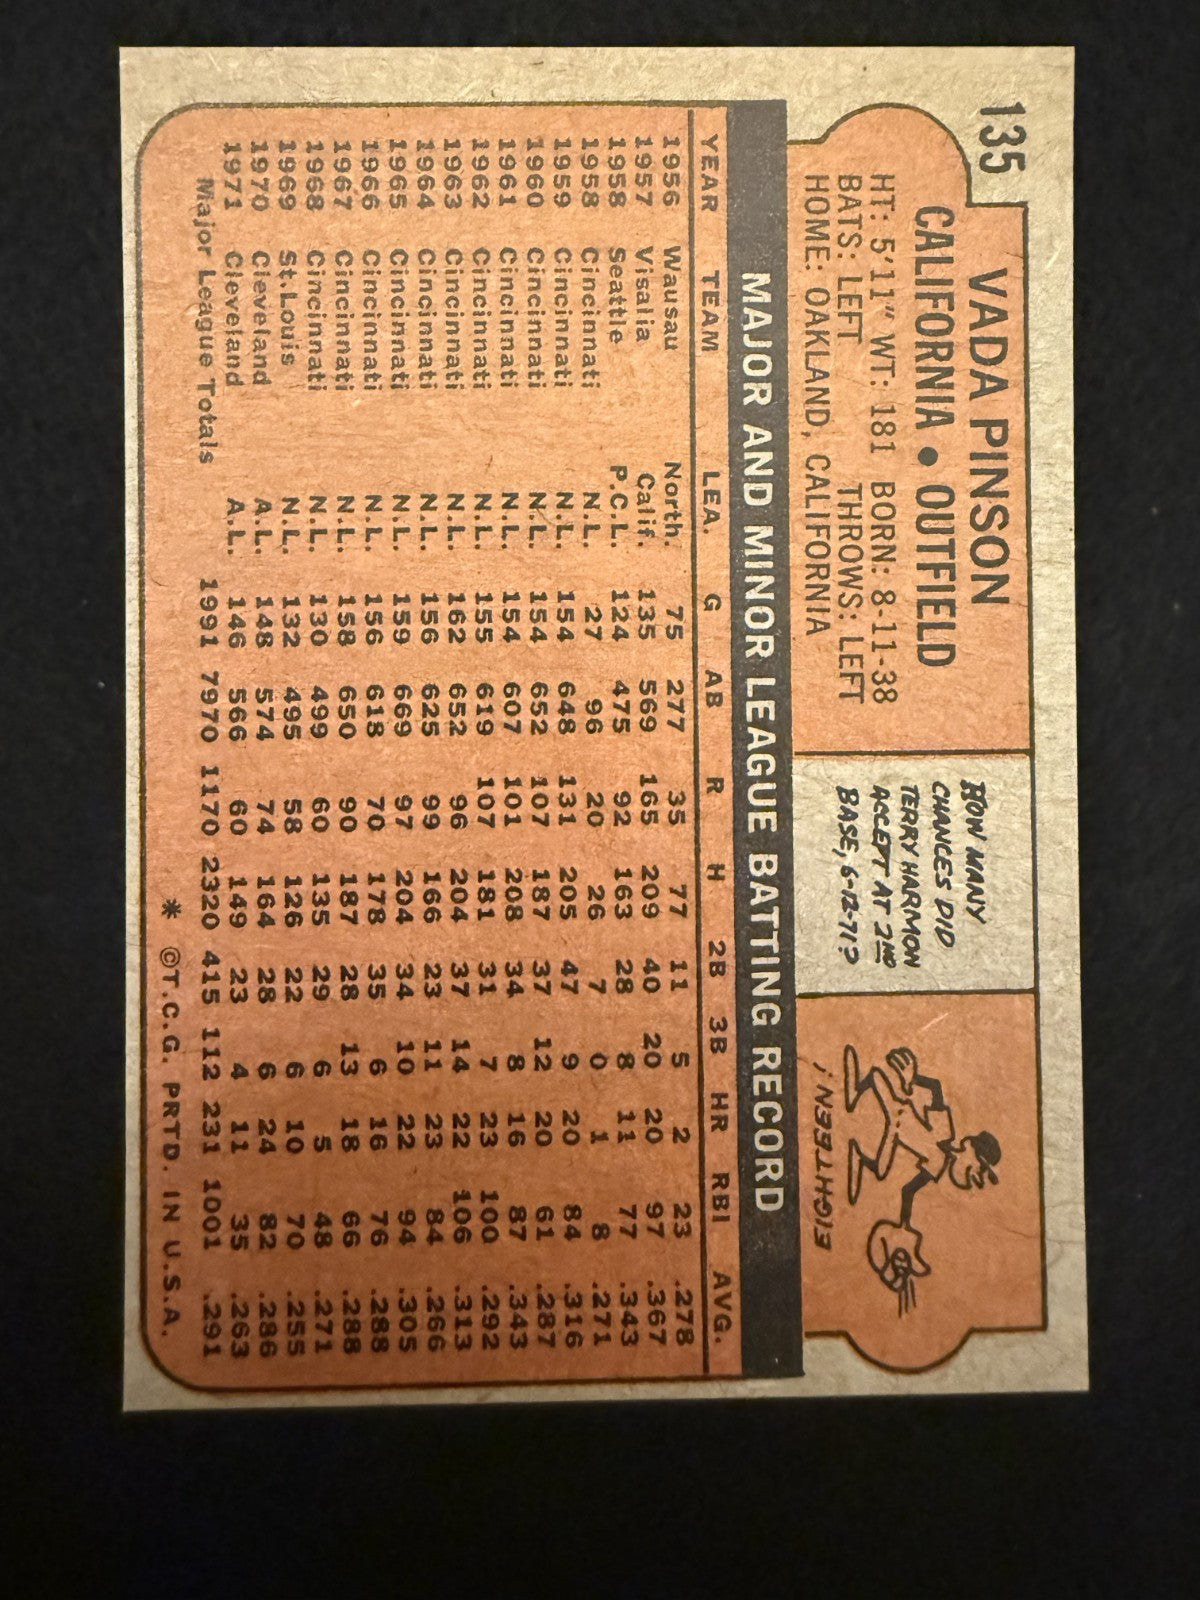 135
VADA PINSON
CALIFORNIA • OUTFIELD
HT: 5'11" WT: 181 BORN: 8-11-38
BATS: LEFT THROWS: LEFT
HOME: OAKLAND, CALIFORNIA
HOW MANY
CHANCES DID
TERRY HARMON
ACCEPT AT 2ND
BASE, 6-12-71?
EIGHTEEN!
MAJOR AND MINOR LEAGUE BATTING RECORD
YEAR TEAM LEA. G AB R H 2B 3B HR RBI AVG.
1956 Wausau North. 75 277 35 77 11 5 2 23 .278
1957 Visalia Calif. 135 569 165 209 40 20 20 97 .367
1958 Seattle P.C.L. 124 475 92 163 28 8 11 77 .343
1958 Cincinnati N.L. 27 96 20 26 7 0 1 8 .271
1959 Cincinnati N.L. 154 648 131 205 47 9 20 84 .316
1960 Cincinnati N.L. 154 652 107 187 37 12 20 61 .287
1961 Cincinnati N.L. 154 607 101 208 34 8 16 87 .343
1962 Cincinnati N.L. 155 619 107 181 31 7 23 100 .292
1963 Cincinnati N.L. 162 652 96 204 37 14 22 106 .313
1964 Cincinnati N.L. 156 625 99 166 23 11 23 84 .266
1965 Cincinnati N.L. 159 669 97 204 34 10 22 94 .305
1966 Cincinnati N.L. 156 618 70 178 35 6 16 76 .288
1967 Cincinnati N.L. 158 650 90 187 28 13 18 66 .288
1968 Cincinnati N.L. 130 499 60 135 29 6 5 48 .271
1969 St.Louis N.L. 132 495 58 126 22 6 10 70 .255
1970 Cleveland A.L. 148 574 74 164 28 6 24 82 .286
1971 Cleveland A.L. 146 566 60 149 23 4 11 35 .263
Major League Totals 1991 7970 1170 2320 415 112 231 1001 .291
* ©T.C.G. PRTD. IN U.S.A.